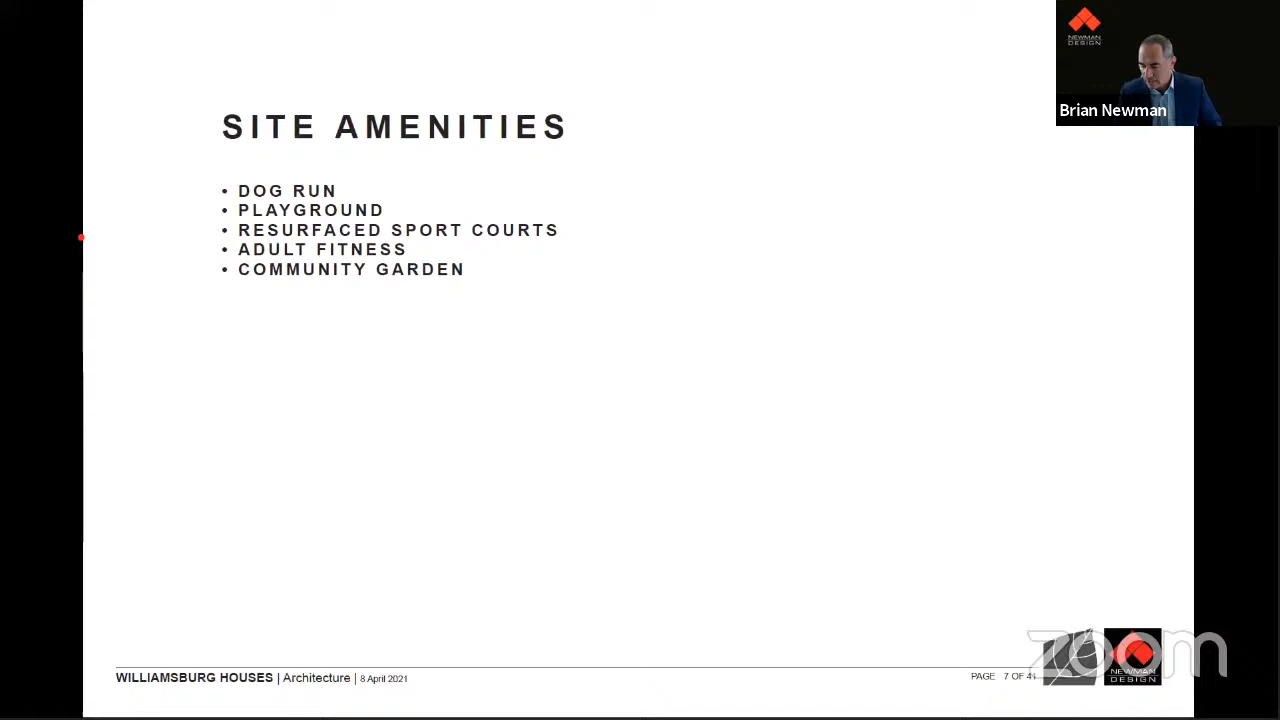 NEWMAN
DESIGN
Brian Newman
SITE AMENITIES
• DOG RUN
• PLAYGROUND
• RESURFACED SPORT COURTS
• ADULT FITNESS
• COMMUNITY GARDEN
WILLIAMSBURG HOUSES | Architecture | 8 April 2021
PAGE 7 OF 41
zoom
NEWMAN
DESIGN